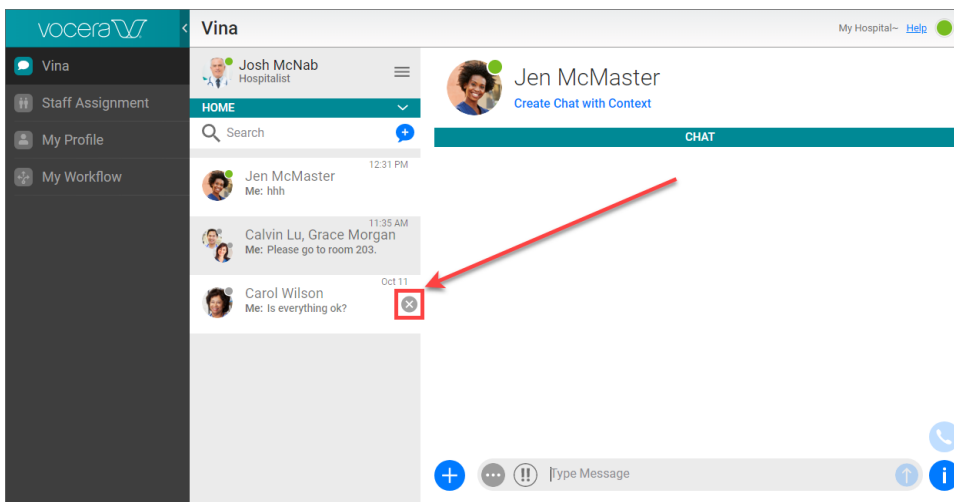 vocera
Vina
My Hospital~ Help
Vina
Staff Assignment
My Profile
My Workflow
Josh McNab
Hospitalist
HOME
Search
12:31 PM
Jen McMaster
Me: hhh
11:35 AM
Calvin Lu, Grace Morgan
Me: Please go to room 203.
Oct 11
Carol Wilson
Me: Is everything ok?
Jen McMaster
Create Chat with Context
CHAT
Type Message